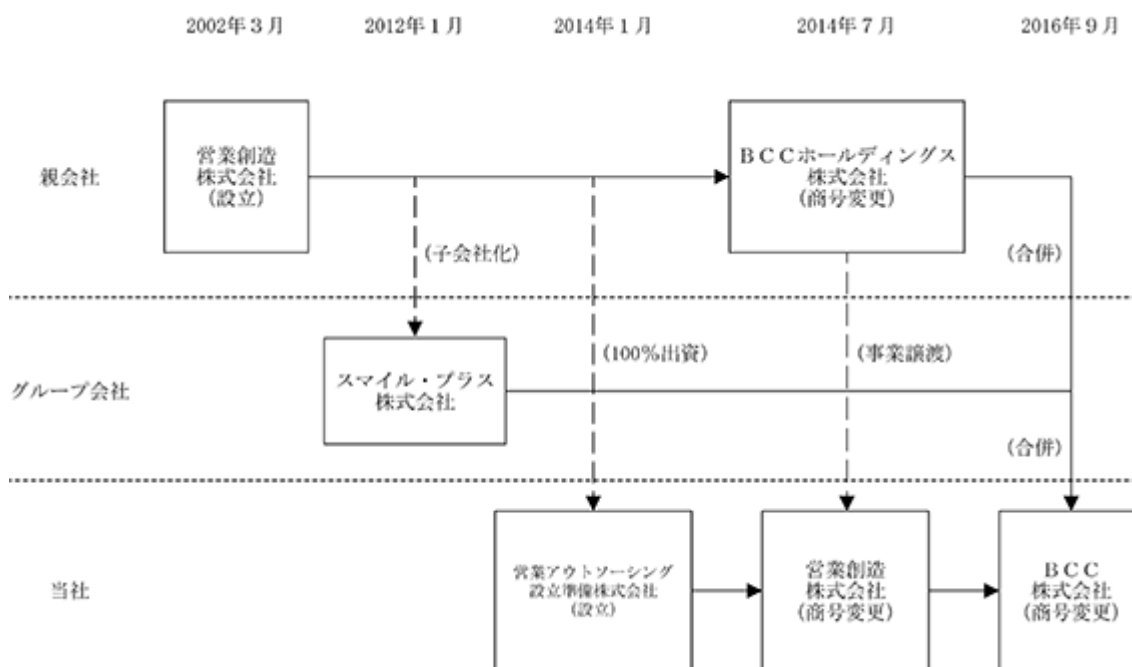 2002年３月
2012年１月
2014年１月
2014年７月
2016年９月
親会社
営業創造
株式会社
(設立)
ＢＣＣホールディングス
株式会社
(商号変更)
(子会社化)
(合併)
(100％出資)
(事業譲渡)
グループ会社
スマイル・プラス
株式会社
(合併)
当社
営業アウトソーシング
設立準備株式会社
(設立)
営業創造
株式会社
(商号変更)
ＢＣＣ
株式会社
(商号変更)